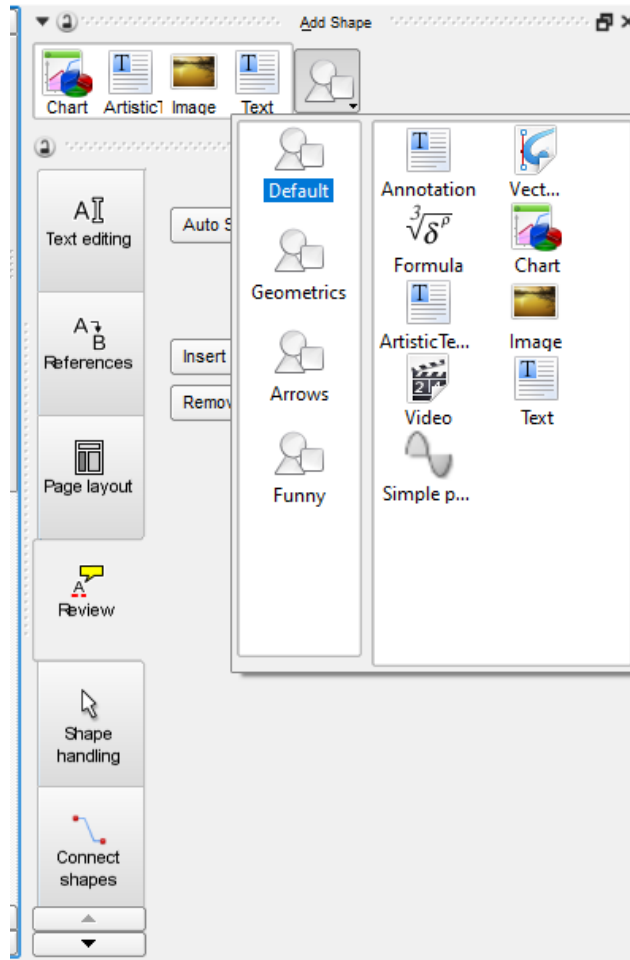 Add Shape
Chart
ArtisticT
Image
Text
Text editing
References
Page layout
Review
Shape
handling
Connect
shapes
Auto S
Insert
Remov
Default
Geometrics
Arrows
Funny
Annotation
Vect...
Formula
Chart
ArtisticTe...
Image
Video
Text
Simple p...